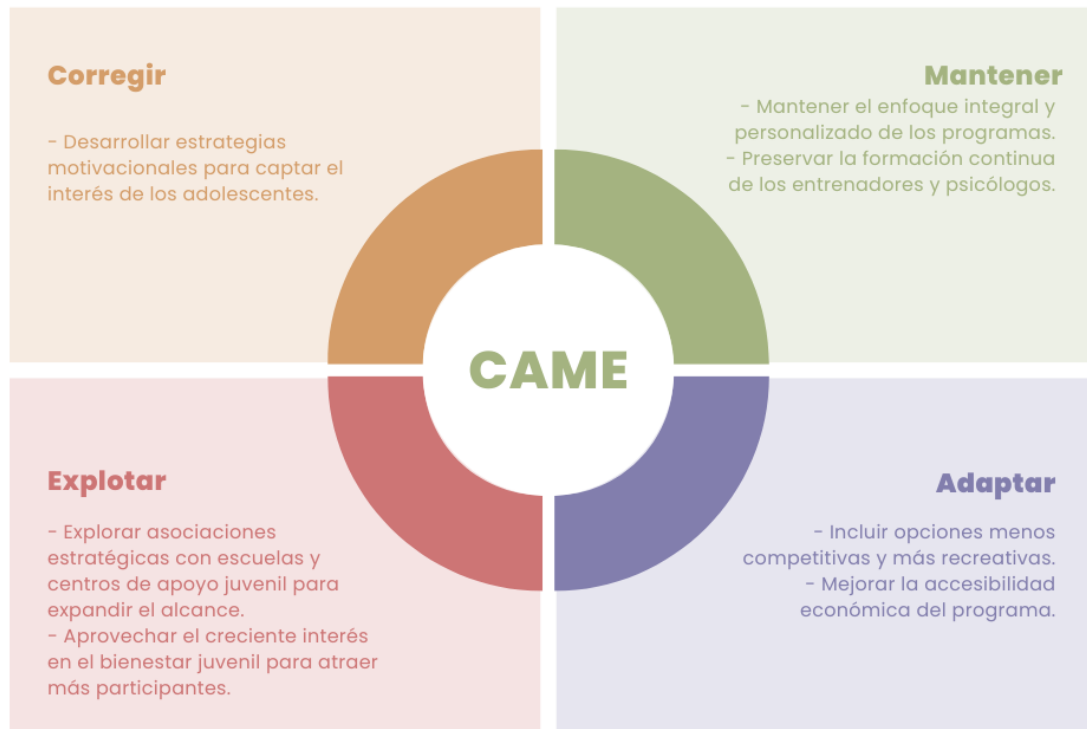 Corregir
- Desarrollar estrategias
motivacionales para captar el
interés de los adolescentes.
Mantener
- Mantener el enfoque integral y
personalizado de los programas.
- Preservar la formación continua
de los entrenadores y psicólogos.
CAME
Explotar
- Explorar asociaciones
estratégicas con escuelas y
centros de apoyo juvenil para
expandir el alcance.
- Aprovechar el creciente interés
en el bienestar juvenil para atraer
más participantes.
Adaptar
- Incluir opciones menos
competitivas y más recreativas.
- Mejorar la accesibilidad
económica del programa.